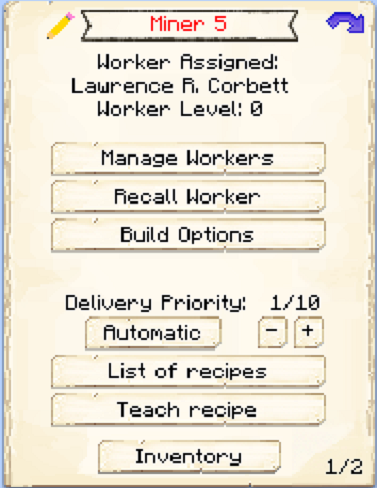 Miner 5
Worker Assigned:
Lawrence R. Corbett
Worker Level: 0
Manage Workers
Recall Worker
Build Options
Delivery Priority: 1/10
Automatic - +
List of recipes
Teach recipe
Inventory
1/2